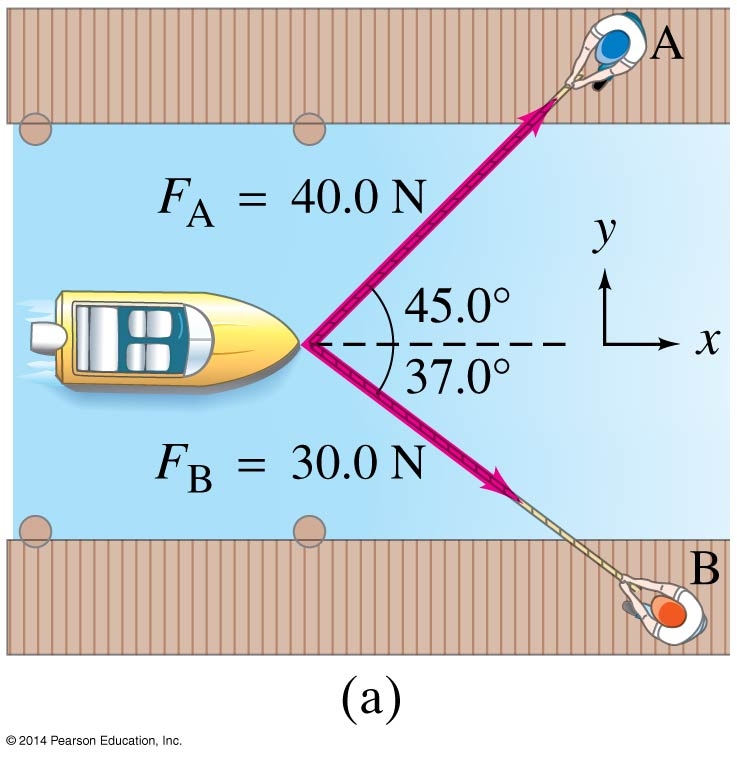 A
F_A = 40.0 N
y
45.0°
x
37.0°
F_B = 30.0 N
B
(a)
© 2014 Pearson Education, Inc.